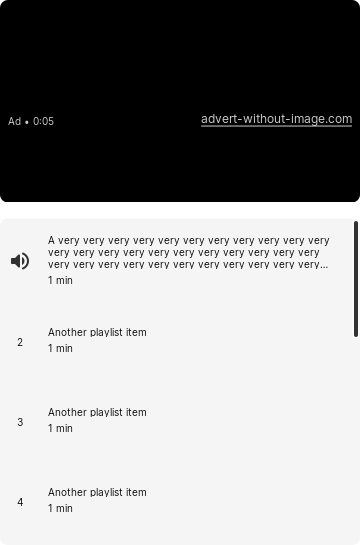 Ad • 0:05
advert-without-image.com
A very very very very very very very very very very very
very very very very very very very very very very very
very very very very very very very very very very very...
1 min
2
Another playlist item
1 min
3
Another playlist item
1 min
4
Another playlist item
1 min